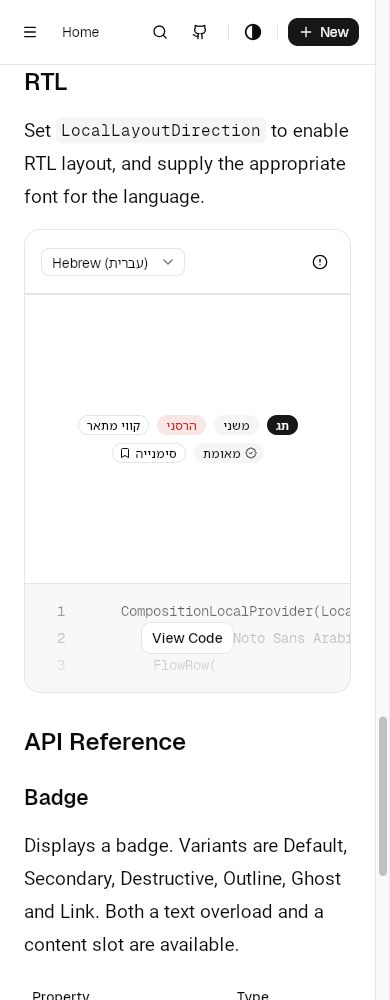 Home
New
RTL
Set LocalLayoutDirection to enable
RTL layout, and supply the appropriate
font for the language.
Hebrew (עברית)
תג משני הרסני קווי מתאר
מאומת סימנייה
1 CompositionLocalProvider(Loca
2 View Code Noto Sans Arabi
3 FlowRow(
API Reference
Badge
Displays a badge. Variants are Default,
Secondary, Destructive, Outline, Ghost
and Link. Both a text overload and a
content slot are available.
Property Type